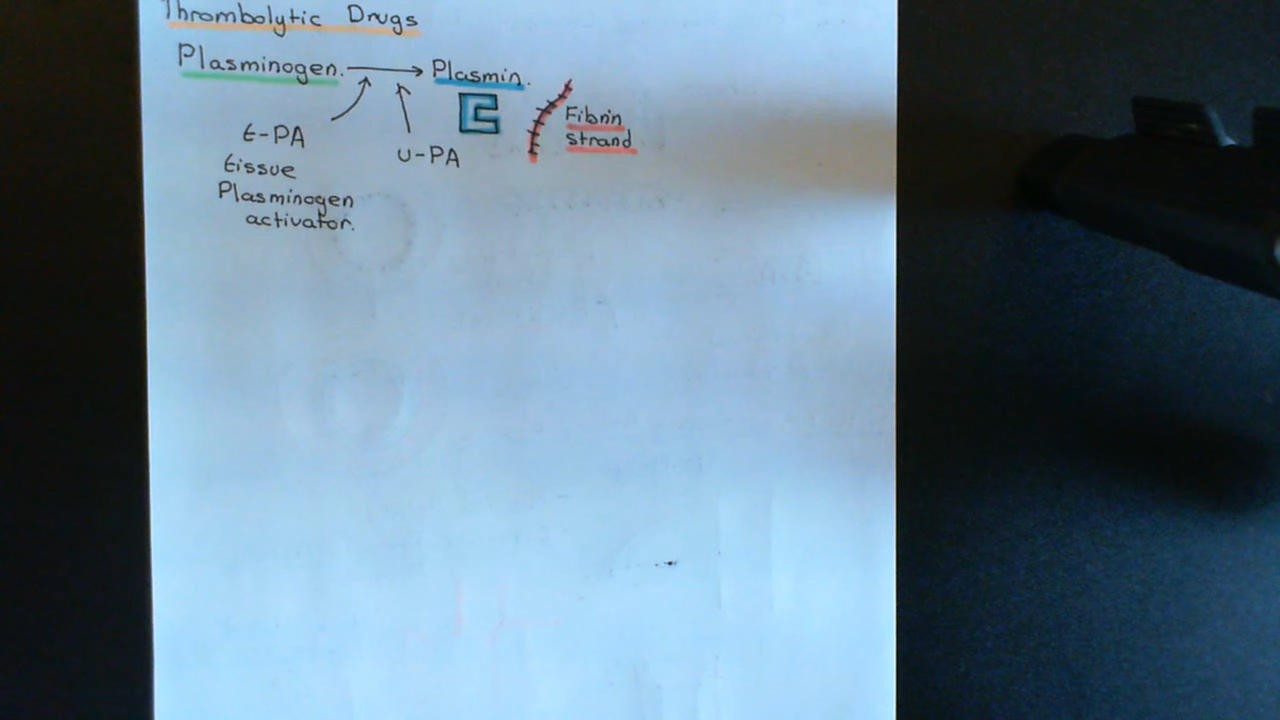 Thrombolytic Drugs
Plasminogen. → Plasmin.
Fibrin
strand
t-PA
u-PA
tissue
Plasminogen
activator.